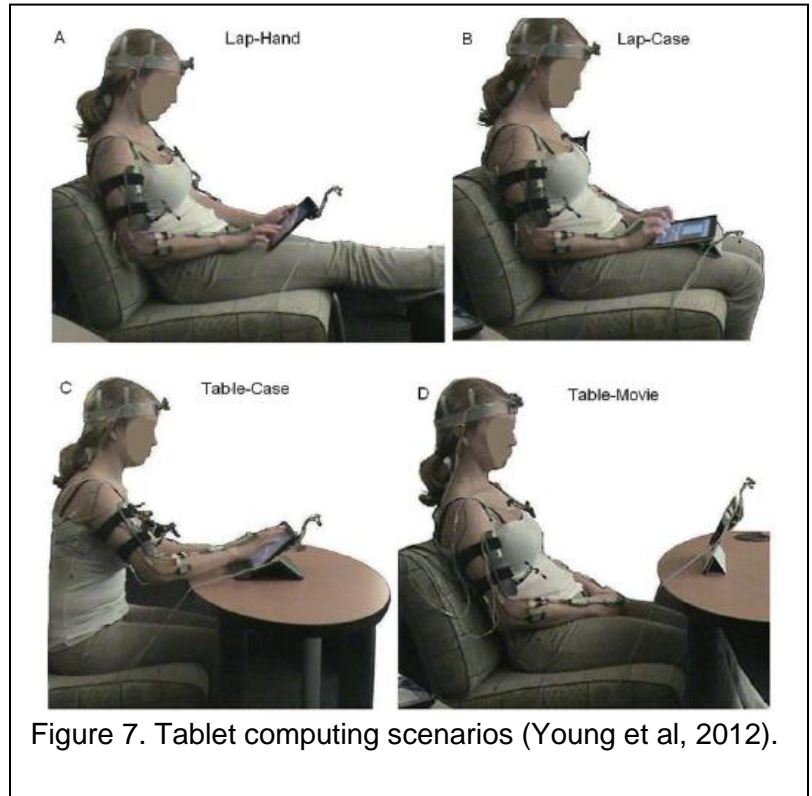 A Lap-Hand
B Lap-Case
C Table-Case
D Table-Movie
Figure 7. Tablet computing scenarios (Young et al, 2012).